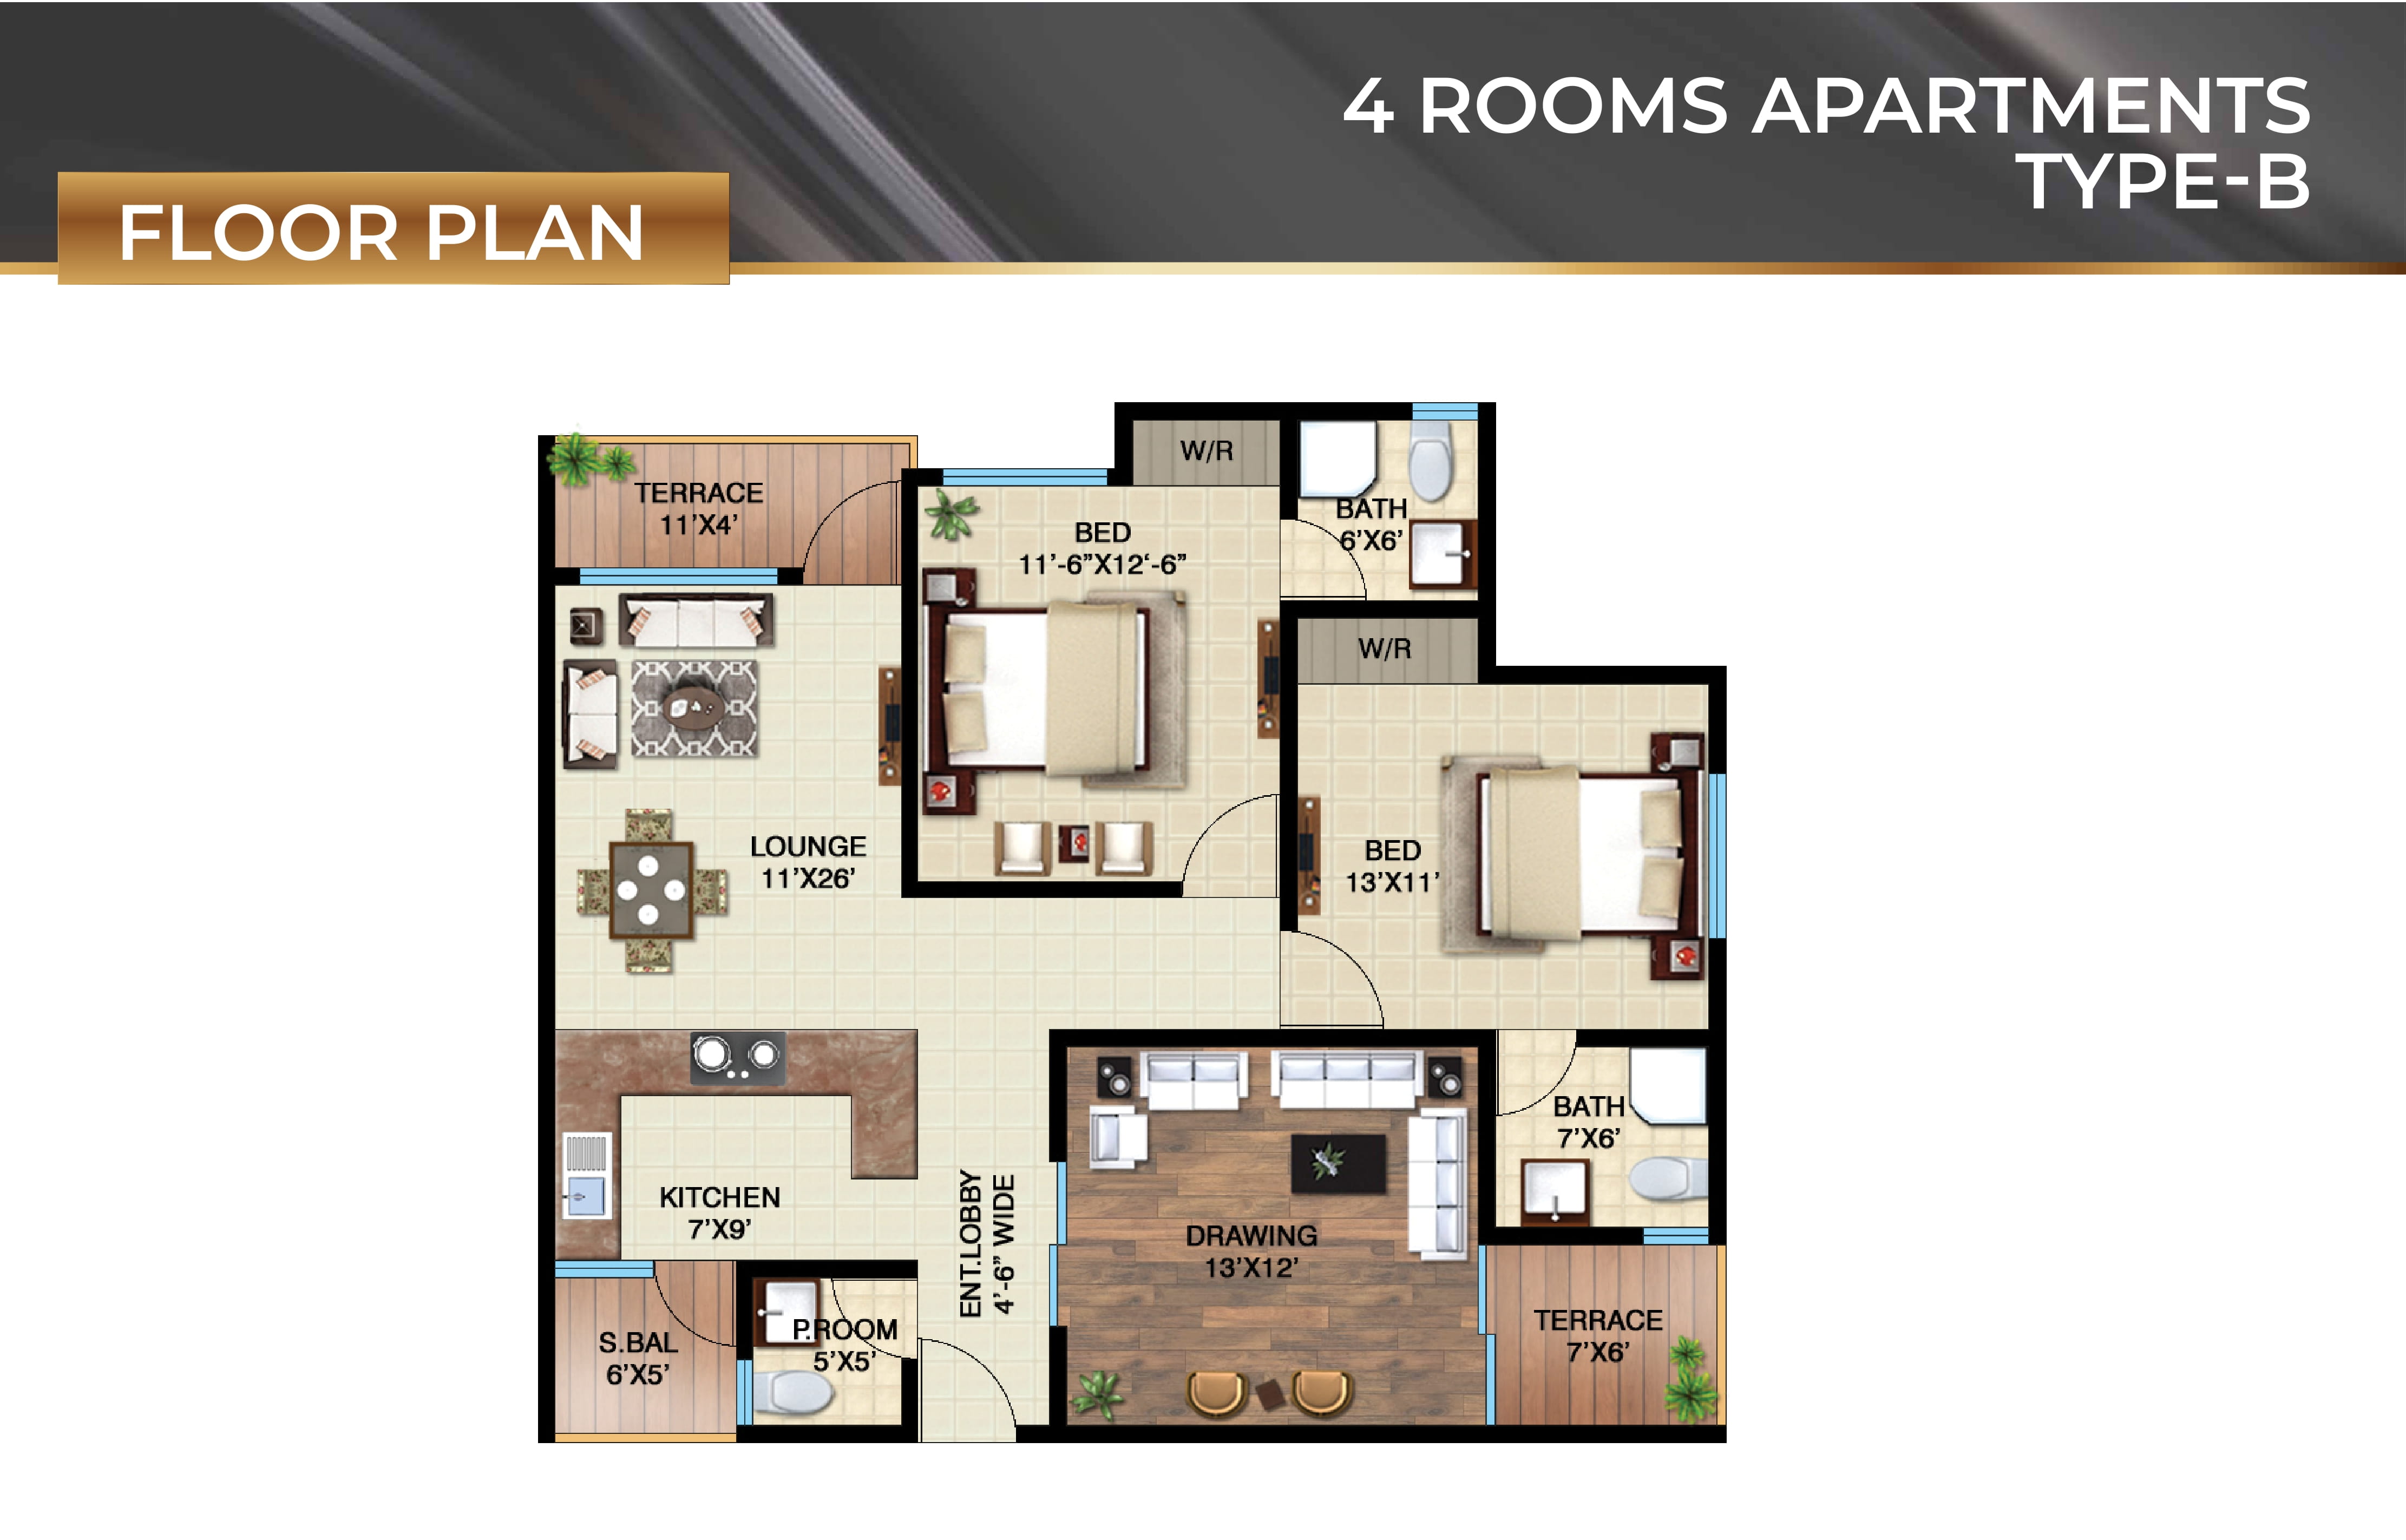 4 ROOMS APARTMENTS
TYPE-B
FLOOR PLAN
W/R
TERRACE
11’X4’
BED
11’-6”X12‘-6”
BATH
6’X6’
W/R
LOUNGE
11’X26’
BED
13’X11’
BATH
7’X6’
KITCHEN
7’X9’
ENT.LOBBY
4’-6” WIDE
DRAWING
13’X12’
S.BAL
6’X5’
P.ROOM
5’X5’
TERRACE
7’X6’